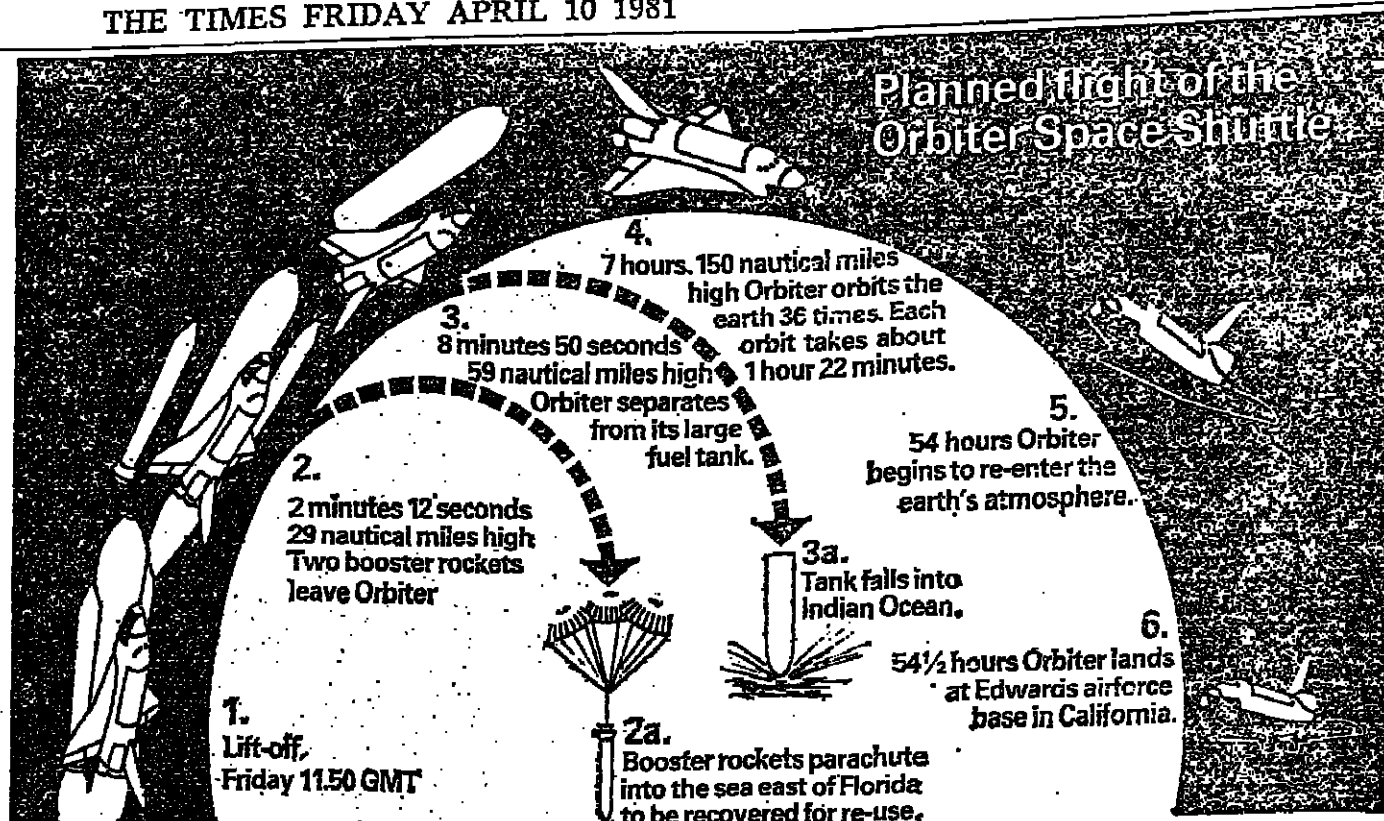 THE TIMES FRIDAY APRIL 10 1981
Planned flight of the
Orbiter Space Shuttle
4.
7 hours. 150 nautical miles
high Orbiter orbits the
earth 36 times. Each
orbit takes about
1 hour 22 minutes.
3.
8 minutes 50 seconds
59 nautical miles high
Orbiter separates
from its large
fuel tank.
5.
54 hours Orbiter
begins to re-enter the
earth's atmosphere.
2.
2 minutes 12 seconds
29 nautical miles high
Two booster rockets
leave Orbiter
3a.
Tank falls into
Indian Ocean.
6.
54½ hours Orbiter lands
at Edwards airforce
base in California.
1.
Lift-off,
Friday 11.50 GMT
2a.
Booster rockets parachute
into the sea east of Florida
to be recovered for re-use.